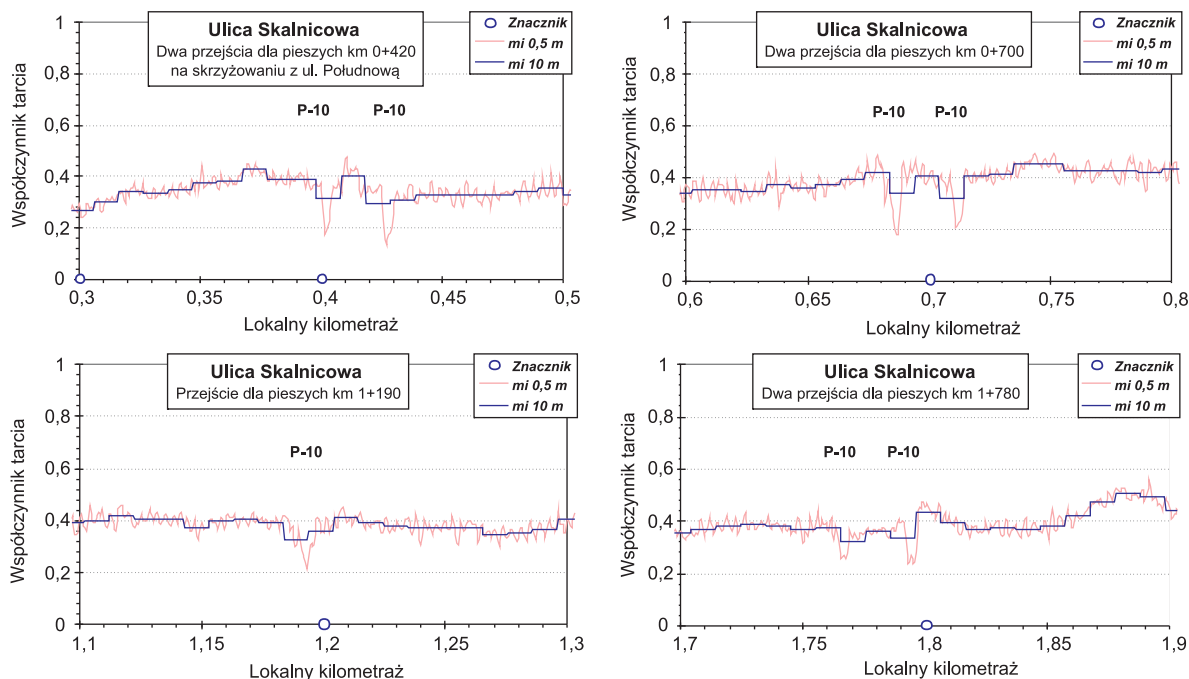 Ulica Skalnicowa
Dwa przejścia dla pieszych km 0+420
na skrzyżowaniu z ul. Południową
Znacznik
mi 0,5 m
mi 10 m
P-10
P-10
Współczynnik tarcia
1
0,8
0,6
0,4
0,2
0
0,3
0,35
0,4
0,45
0,5
Lokalny kilometraż
Ulica Skalnicowa
Dwa przejścia dla pieszych km 0+700
Znacznik
mi 0,5 m
mi 10 m
P-10
P-10
Współczynnik tarcia
1
0,8
0,6
0,4
0,2
0
0,6
0,65
0,7
0,75
0,8
Lokalny kilometraż
Ulica Skalnicowa
Przejście dla pieszych km 1+190
Znacznik
mi 0,5 m
mi 10 m
P-10
Współczynnik tarcia
1
0,8
0,6
0,4
0,2
0
1,1
1,15
1,2
1,25
1,3
Lokalny kilometraż
Ulica Skalnicowa
Dwa przejścia dla pieszych km 1+780
Znacznik
mi 0,5 m
mi 10 m
P-10
P-10
Współczynnik tarcia
1
0,8
0,6
0,4
0,2
0
1,7
1,75
1,8
1,85
1,9
Lokalny kilometraż